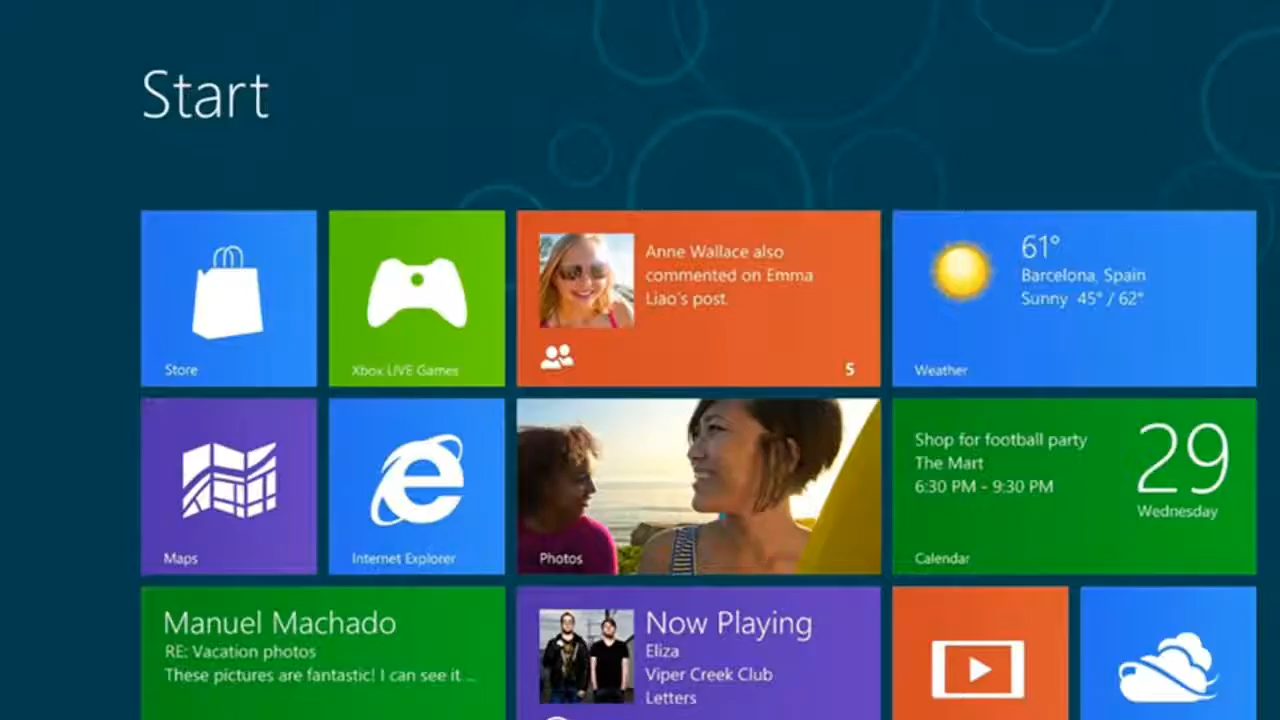 Start
Store
Xbox LIVE Games
Anne Wallace also
commented on Emma
Liao's post.
5
61°
Barcelona, Spain
Sunny 45° / 62°
Weather
Maps
Internet Explorer
Photos
Shop for football party
The Mart
6:30 PM - 9:30 PM
29
Wednesday
Calendar
Manuel Machado
RE: Vacation photos
These pictures are fantastic! I can see it ...
Now Playing
Eliza
Viper Creek Club
Letters